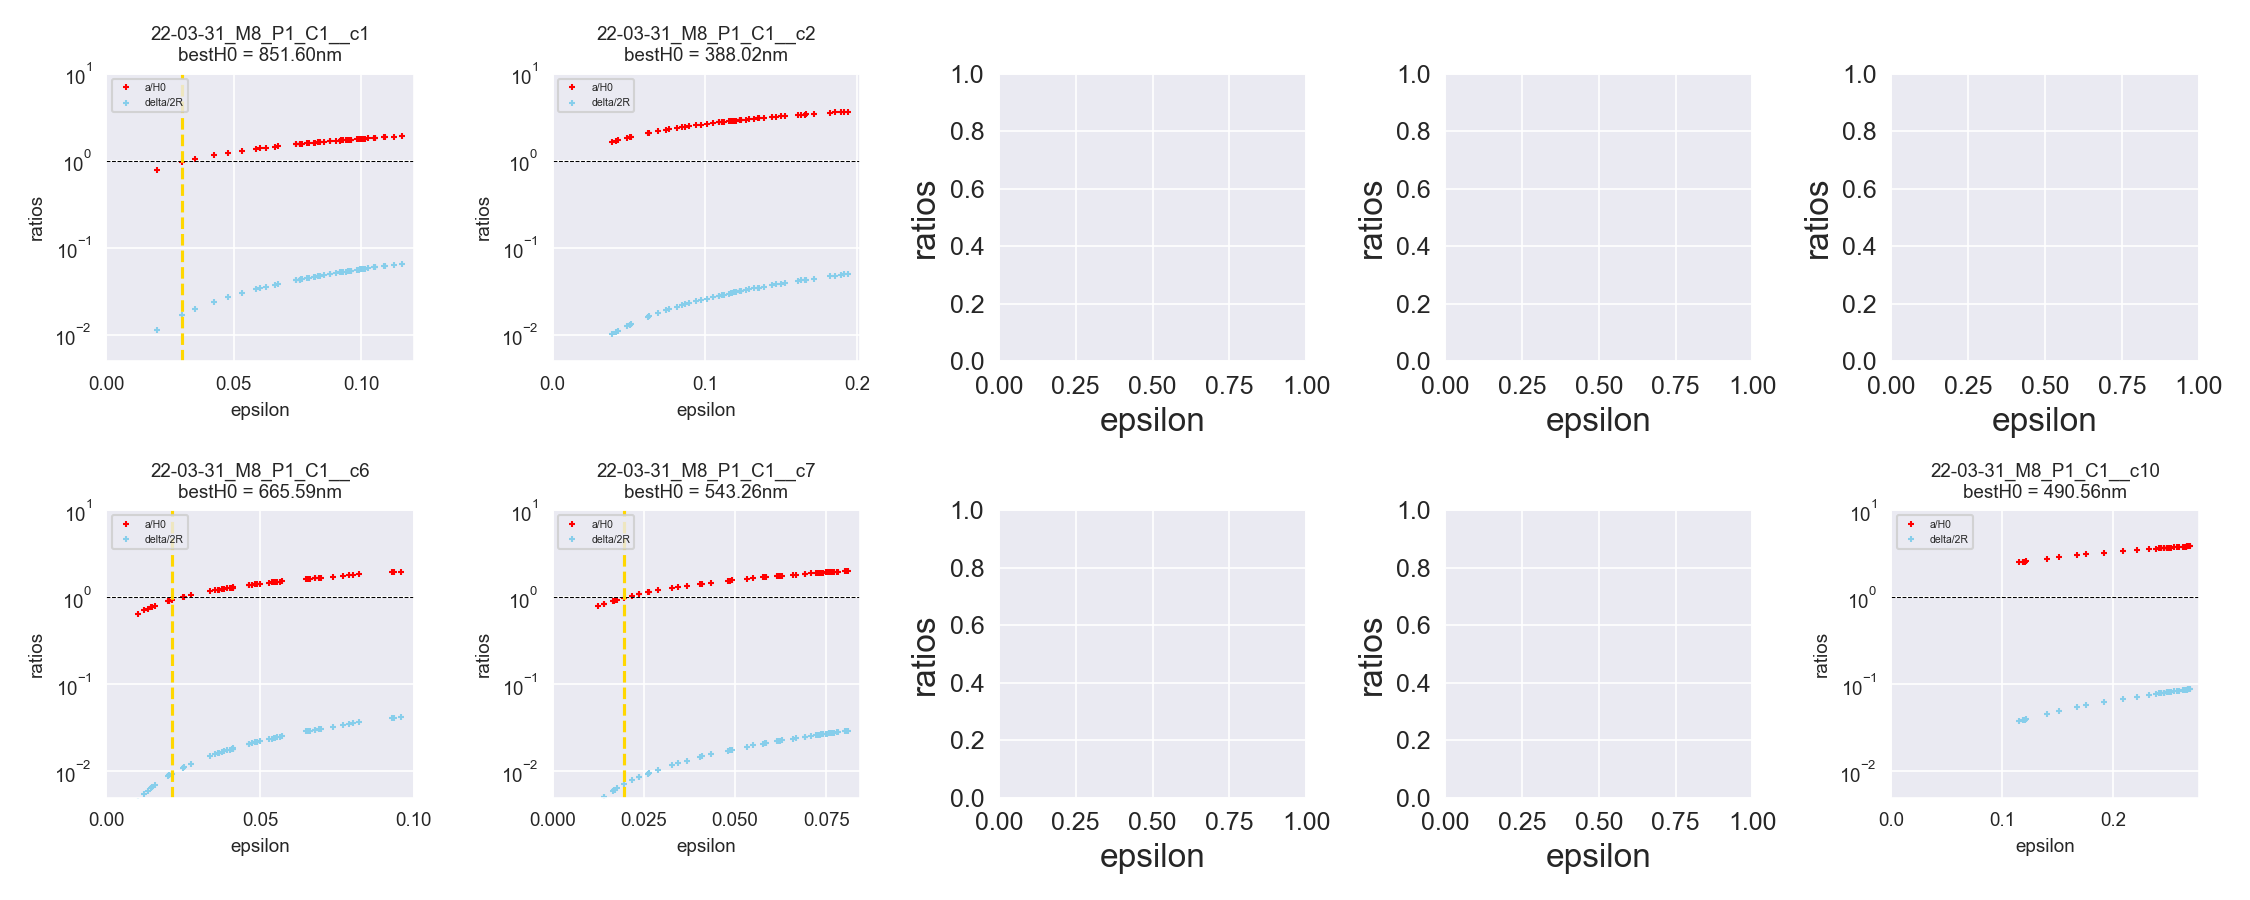 22-03-31_M8_P1_C1__c1
bestH0 = 851.60nm
a/H0
delta/2R
10^1
10^0
10^-1
10^-2
ratios
0.00 0.05 0.10
epsilon
22-03-31_M8_P1_C1__c2
bestH0 = 388.02nm
a/H0
delta/2R
10^1
10^0
10^-1
10^-2
ratios
0.0 0.1 0.2
epsilon
1.0
0.8
0.6
0.4
0.2
0.0
ratios
0.00 0.25 0.50 0.75 1.00
epsilon
1.0
0.8
0.6
0.4
0.2
0.0
ratios
0.00 0.25 0.50 0.75 1.00
epsilon
1.0
0.8
0.6
0.4
0.2
0.0
ratios
0.00 0.25 0.50 0.75 1.00
epsilon
22-03-31_M8_P1_C1__c6
bestH0 = 665.59nm
a/H0
delta/2R
10^1
10^0
10^-1
10^-2
ratios
0.00 0.05 0.10
epsilon
22-03-31_M8_P1_C1__c7
bestH0 = 543.26nm
a/H0
delta/2R
10^1
10^0
10^-1
10^-2
ratios
0.000 0.025 0.050 0.075
epsilon
1.0
0.8
0.6
0.4
0.2
0.0
ratios
0.00 0.25 0.50 0.75 1.00
epsilon
1.0
0.8
0.6
0.4
0.2
0.0
ratios
0.00 0.25 0.50 0.75 1.00
epsilon
22-03-31_M8_P1_C1__c10
bestH0 = 490.56nm
a/H0
delta/2R
10^1
10^0
10^-1
10^-2
ratios
0.0 0.1 0.2
epsilon